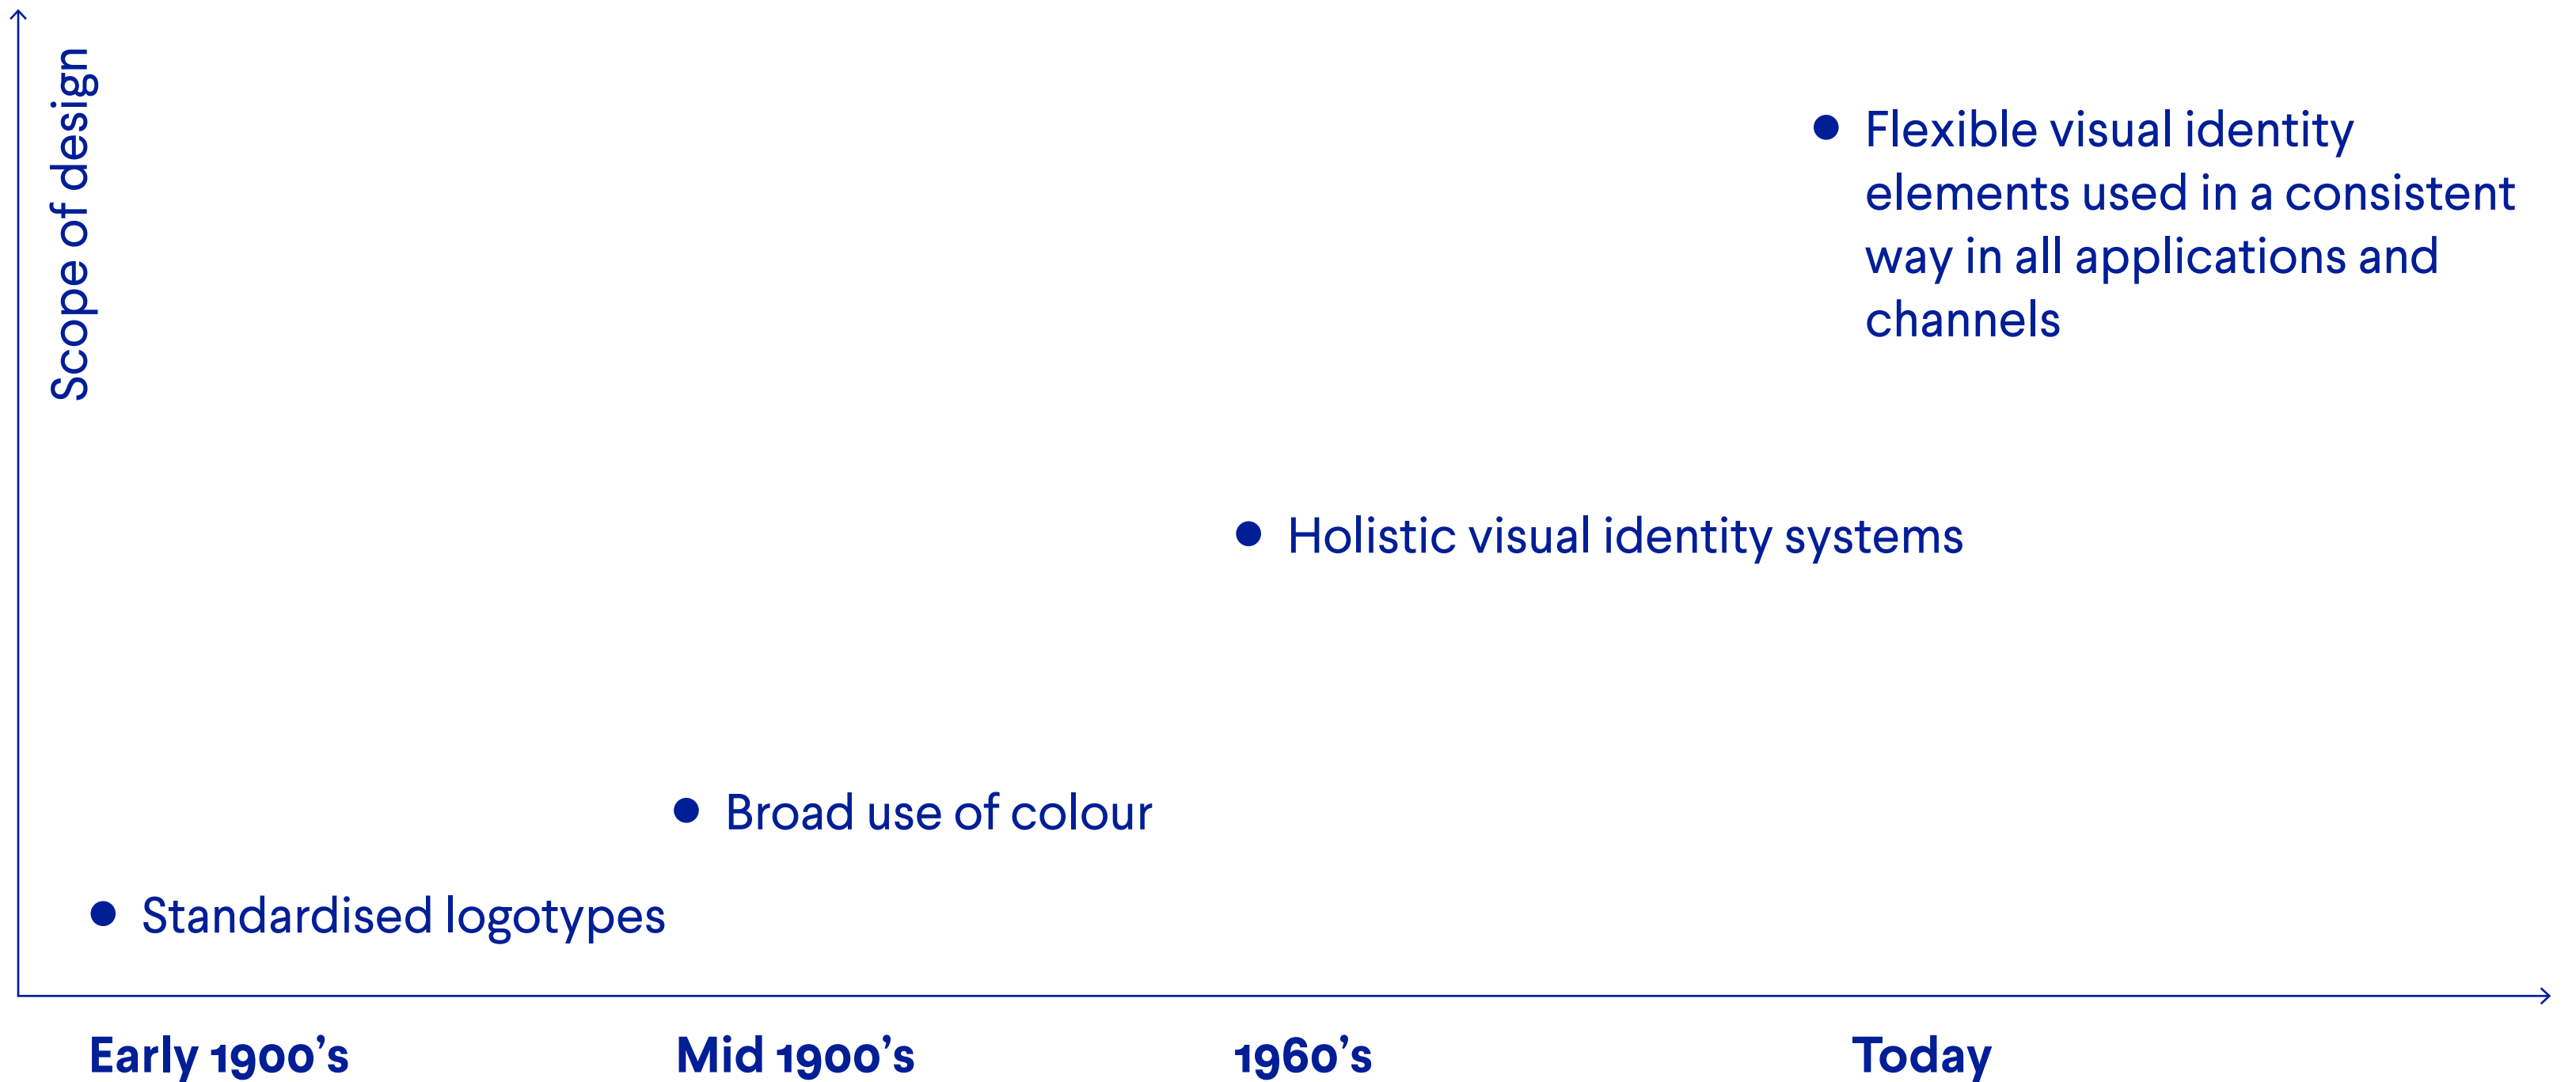 Scope of design
Flexible visual identity
elements used in a consistent
way in all applications and
channels
Holistic visual identity systems
Broad use of colour
Standardised logotypes
Early 1900’s
Mid 1900’s
1960’s
Today